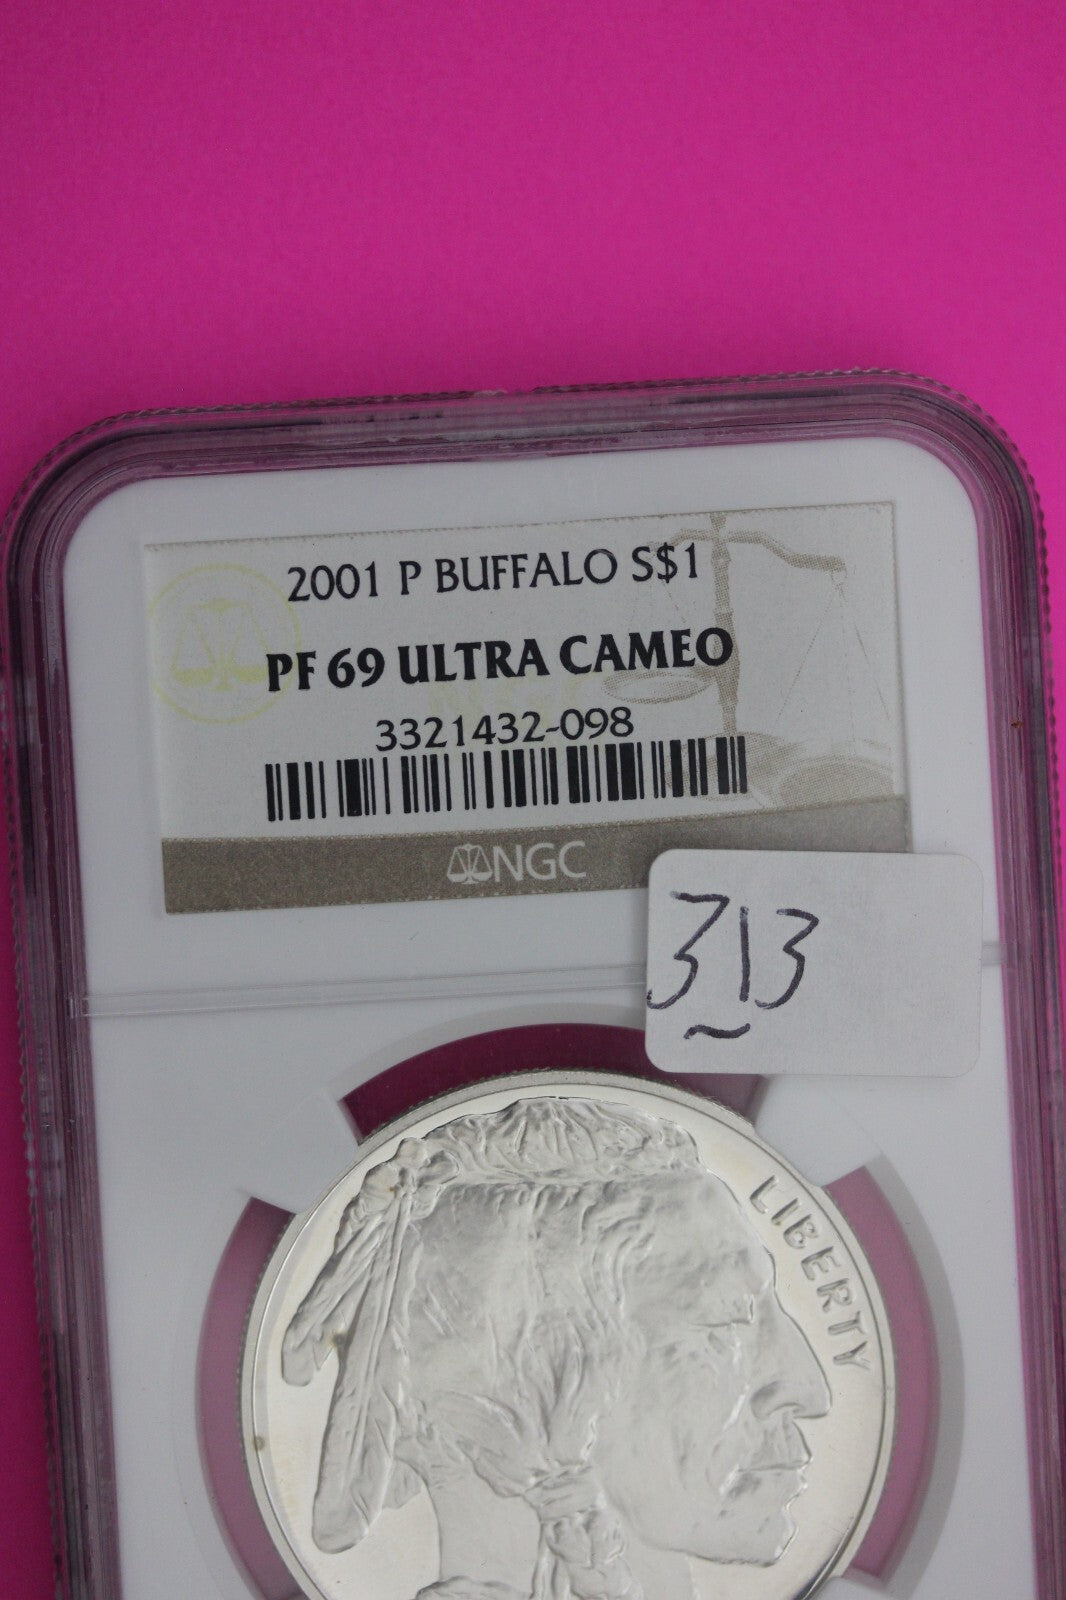 2001 P BUFFALO S$1
PF 69 ULTRA CAMEO
3321432-098
NGC
313
LIBERTY